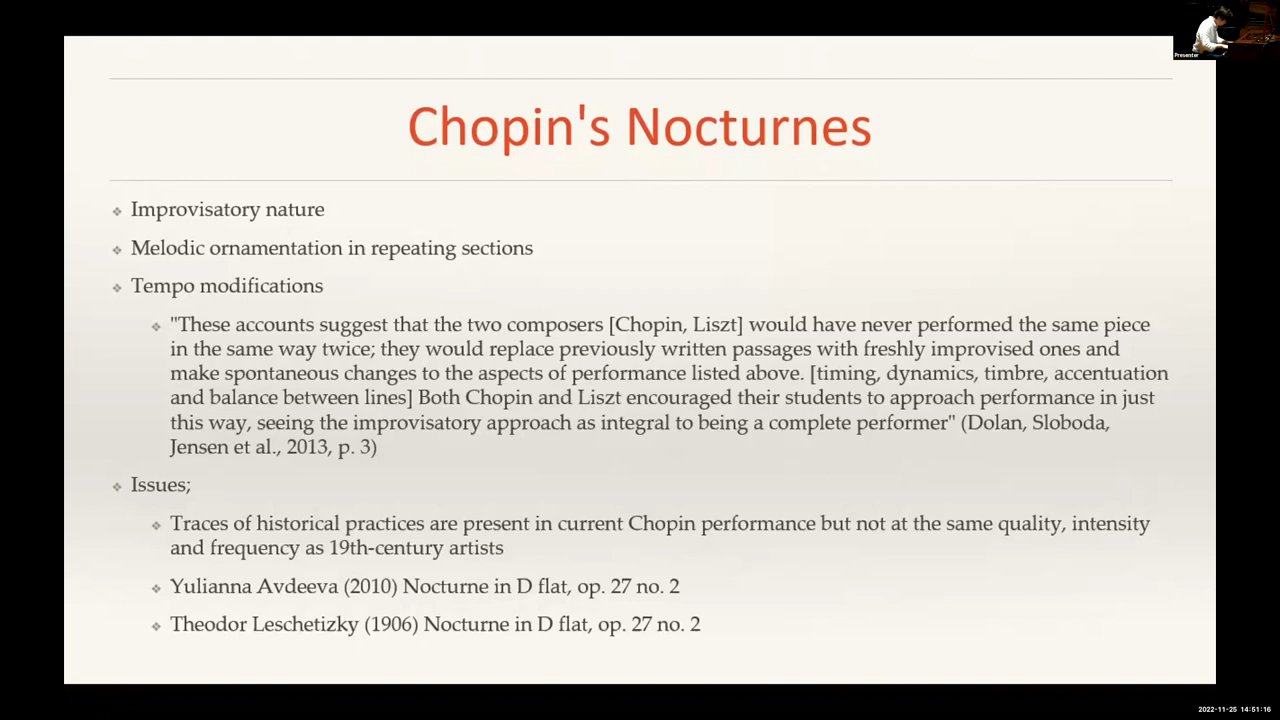 Presenter
Chopin's Nocturnes
Improvisatory nature
Melodic ornamentation in repeating sections
Tempo modifications
"These accounts suggest that the two composers [Chopin, Liszt] would have never performed the same piece
in the same way twice; they would replace previously written passages with freshly improvised ones and
make spontaneous changes to the aspects of performance listed above. [timing, dynamics, timbre, accentuation
and balance between lines] Both Chopin and Liszt encouraged their students to approach performance in just
this way, seeing the improvisatory approach as integral to being a complete performer" (Dolan, Sloboda,
Jensen et al., 2013, p. 3)
Issues;
Traces of historical practices are present in current Chopin performance but not at the same quality, intensity
and frequency as 19th-century artists
Yulianna Avdeeva (2010) Nocturne in D flat, op. 27 no. 2
Theodor Leschetizky (1906) Nocturne in D flat, op. 27 no. 2
2022-11-25 14:51:16